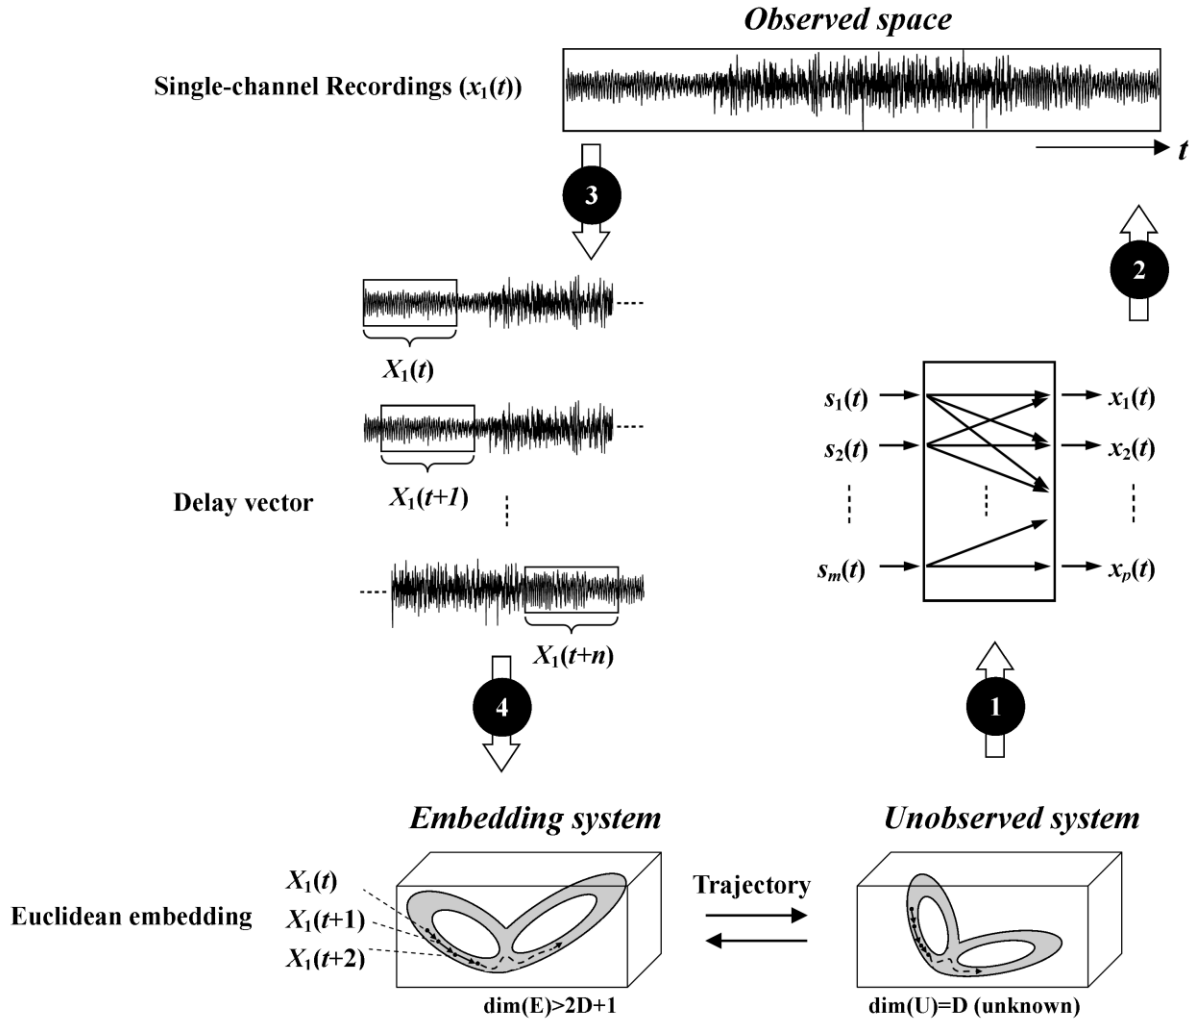 Observed space
Single-channel Recordings (x₁(t))
t
3
2
X₁(t)
s₁(t)
x₁(t)
s₂(t)
x₂(t)
X₁(t+1)
Delay vector
sₘ(t)
xₚ(t)
X₁(t+n)
4
1
Embedding system
Unobserved system
X₁(t)
Trajectory
Euclidean embedding
X₁(t+1)
X₁(t+2)
dim(E)>2D+1
dim(U)=D (unknown)